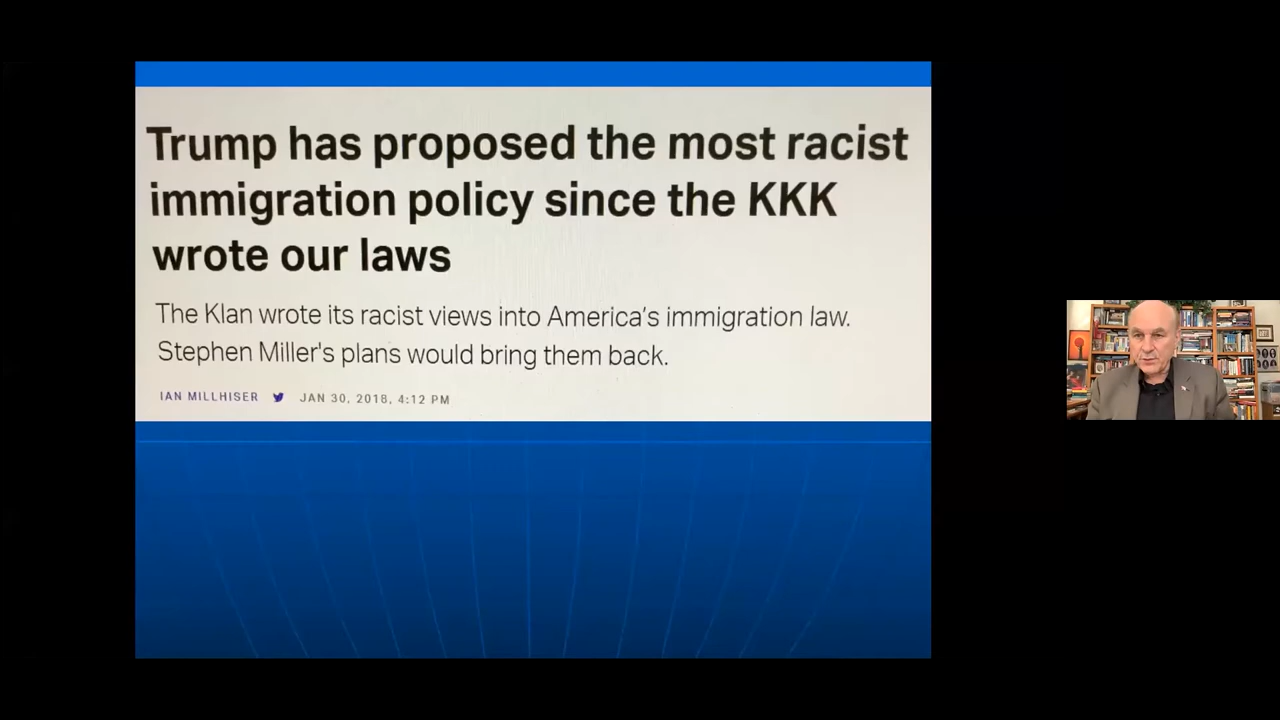 Trump has proposed the most racist
immigration policy since the KKK
wrote our laws
The Klan wrote its racist views into America's immigration law.
Stephen Miller's plans would bring them back.
IAN MILLHISER JAN 30, 2018, 4:12 PM